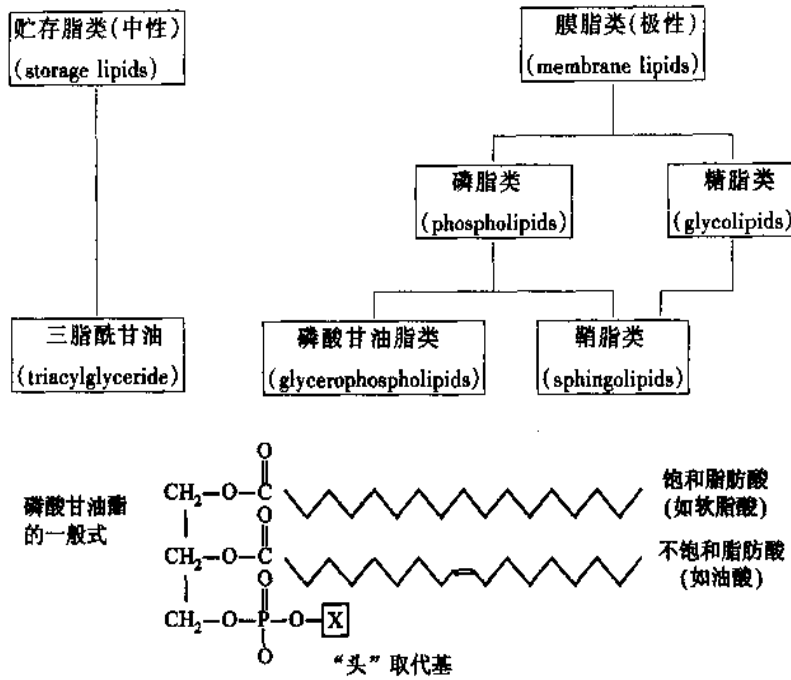 贮存脂类(中性)
(storage lipids)
膜脂类(极性)
(membrane lipids)
磷脂类
(phospholipids)
糖脂类
(glycolipids)
三脂酰甘油
(triacylglyceride)
磷酸甘油脂类
(glycerophospholipids)
鞘脂类
(sphingolipids)
磷酸甘油酯
的一般式
O
CH2-O-C
饱和脂肪酸
(如软脂酸)
O
CH2-O-C
不饱和脂肪酸
(如油酸)
O
CH2-O-P-O-X
O
“头”取代基